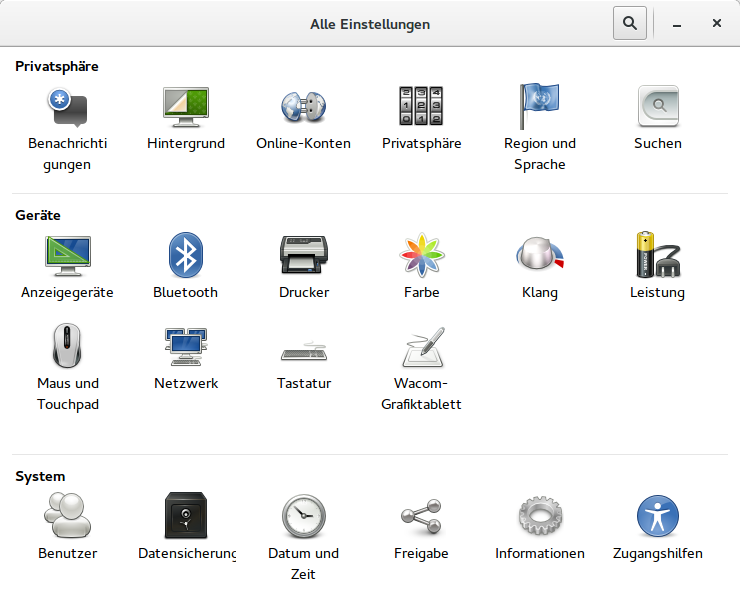 Alle Einstellungen
Privatsphäre
Benachrichti
gungen
Hintergrund
Online-Konten
Privatsphäre
Region und
Sprache
Suchen
Geräte
Anzeigegeräte
Bluetooth
Drucker
Farbe
Klang
Leistung
Maus und
Touchpad
Netzwerk
Tastatur
Wacom-
Grafiktablett
System
Benutzer
Datensicherung
Datum und
Zeit
Freigabe
Informationen
Zugangshilfen